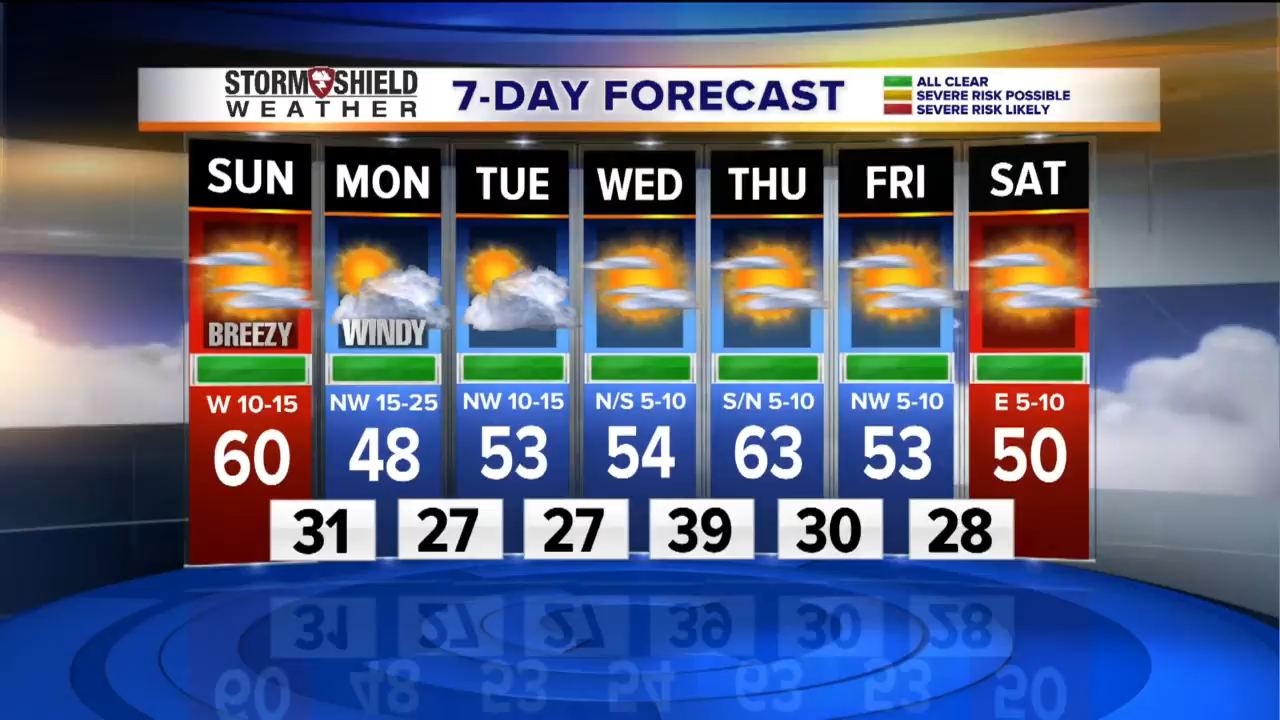 STORM SHIELD
WEATHER
7-DAY FORECAST
ALL CLEAR
SEVERE RISK POSSIBLE
SEVERE RISK LIKELY
SUN MON TUE WED THU FRI SAT
BREEZY WINDY
W 10-15 NW 15-25 NW 10-15 N/S 5-10 S/N 5-10 NW 5-10 E 5-10
60 48 53 54 63 53 50
31 27 27 39 30 28